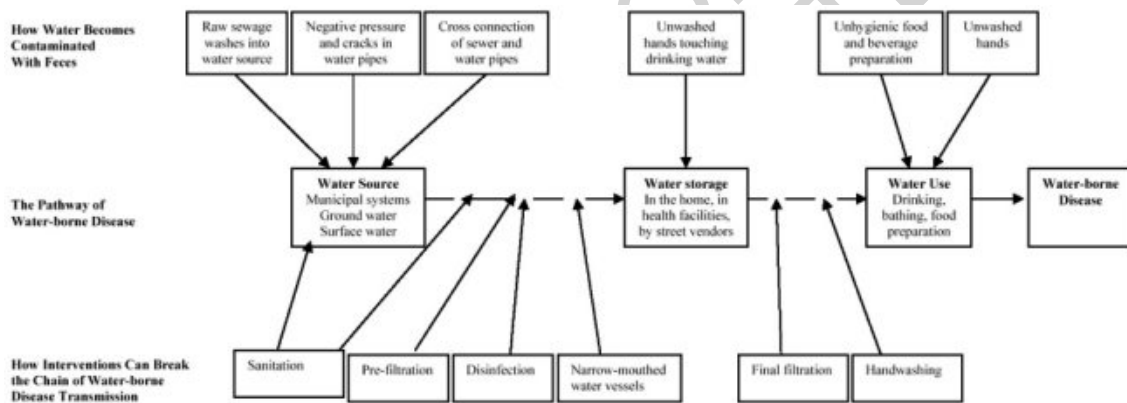 How Water Becomes
Contaminated
With Feces
Raw sewage
washes into
water source
Negative pressure
and cracks in
water pipes
Cross connection
of sewer and
water pipes
Unwashed
hands touching
drinking water
Unhygienic food
and beverage
preparation
Unwashed
hands
The Pathway of
Water-borne Disease
Water Source
Municipal systems
Ground water
Surface water
Water storage
In the home, in
health facilities,
by street vendors
Water Use
Drinking,
bathing, food
preparation
Water-borne
Disease
How Interventions Can Break
the Chain of Water-borne
Disease Transmission
Sanitation
Pre-filtration
Disinfection
Narrow-mouthed
water vessels
Final filtration
Handwashing